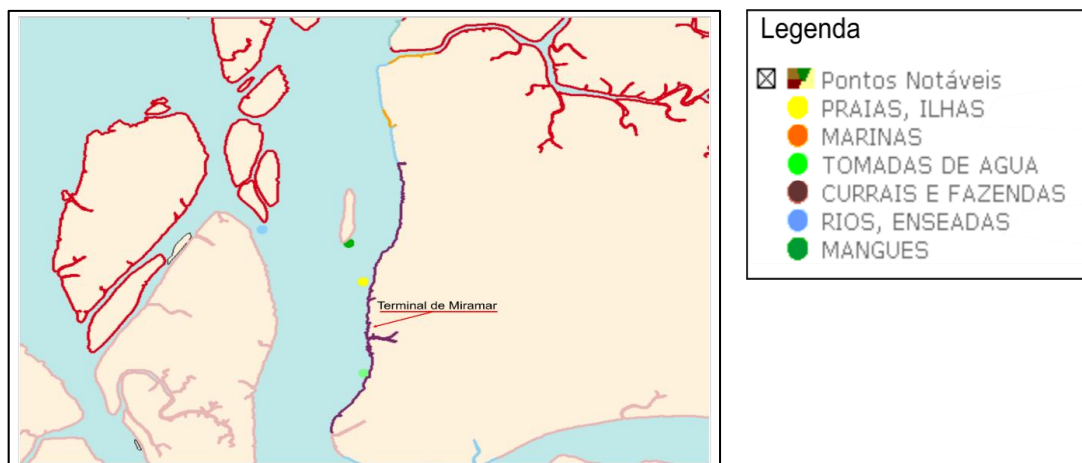 Terminal de Miramar
Legenda
Pontos Notáveis
PRAIAS, ILHAS
MARINAS
TOMADAS DE AGUA
CURRAIS E FAZENDAS
RIOS, ENSEADAS
MANGUES